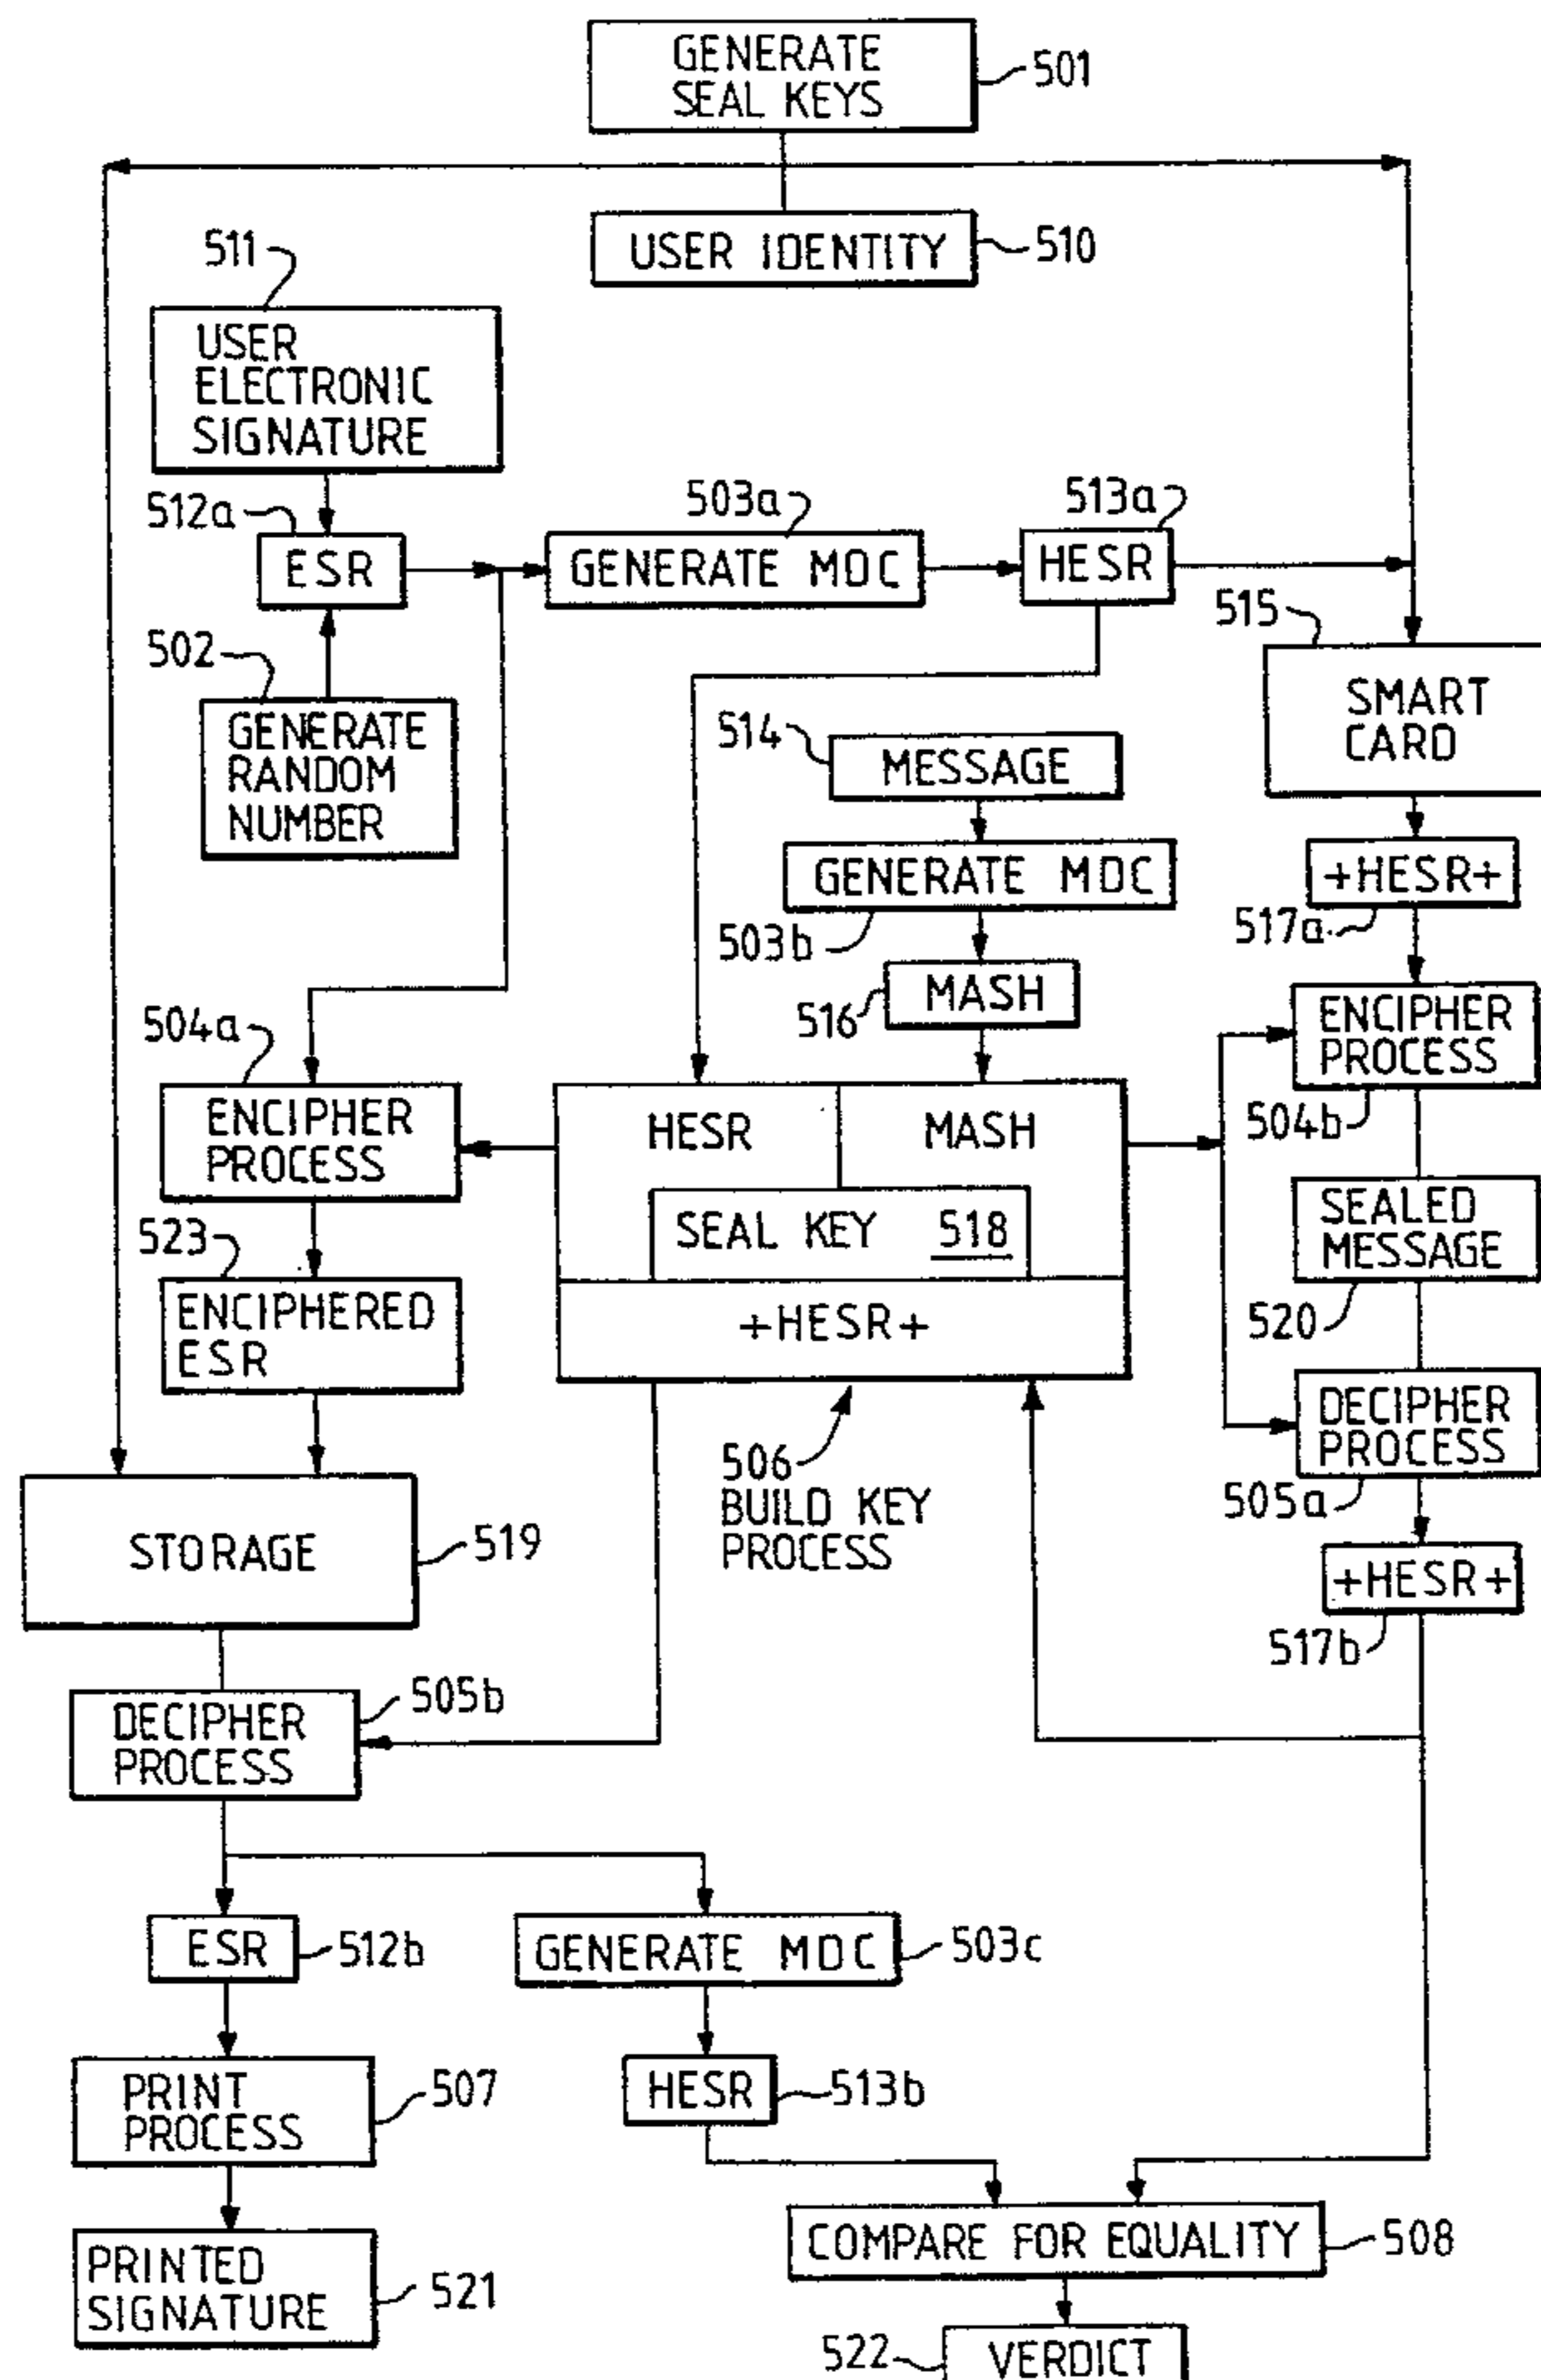 GENERATE
SEAL KEYS
501
USER IDENTITY
510
511
USER
ELECTRONIC
SIGNATURE
512a
ESR
503a
GENERATE MDC
513a
HESR
502
GENERATE
RANDOM
NUMBER
515
SMART
CARD
514
MESSAGE
GENERATE MDC
503b
+HESR+
517a
516
MASH
504a
ENCIPHER
PROCESS
HESR
MASH
SEAL KEY
518
+HESR+
ENCIPHER
PROCESS
504b
523
ENCIPHERED
ESR
SEALED
MESSAGE
520
506
BUILD KEY
PROCESS
DECIPHER
PROCESS
505a
STORAGE
519
+HESR+
517b
DECIPHER
PROCESS
505b
ESR
512b
GENERATE MDC
503c
PRINT
PROCESS
507
HESR
513b
PRINTED
SIGNATURE
521
COMPARE FOR EQUALITY
508
522
VERDICT